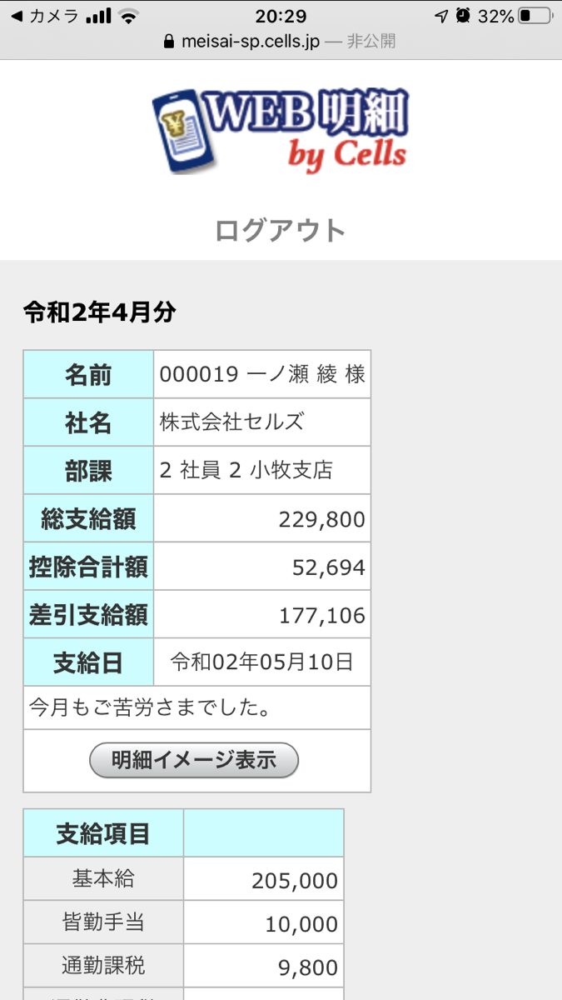 カメラ 20:29 32%
meisai-sp.cells.jp — 非公開
WEB明細
by Cells
ログアウト
令和2年4月分
名前 000019 一ノ瀬 綾 様
社名 株式会社セルズ
部課 2 社員 2 小牧支店
総支給額 229,800
控除合計額 52,694
差引支給額 177,106
支給日 令和02年05月10日
今月もご苦労さまでした。
明細イメージ表示
支給項目
基本給 205,000
皆勤手当 10,000
通勤課税 9,800